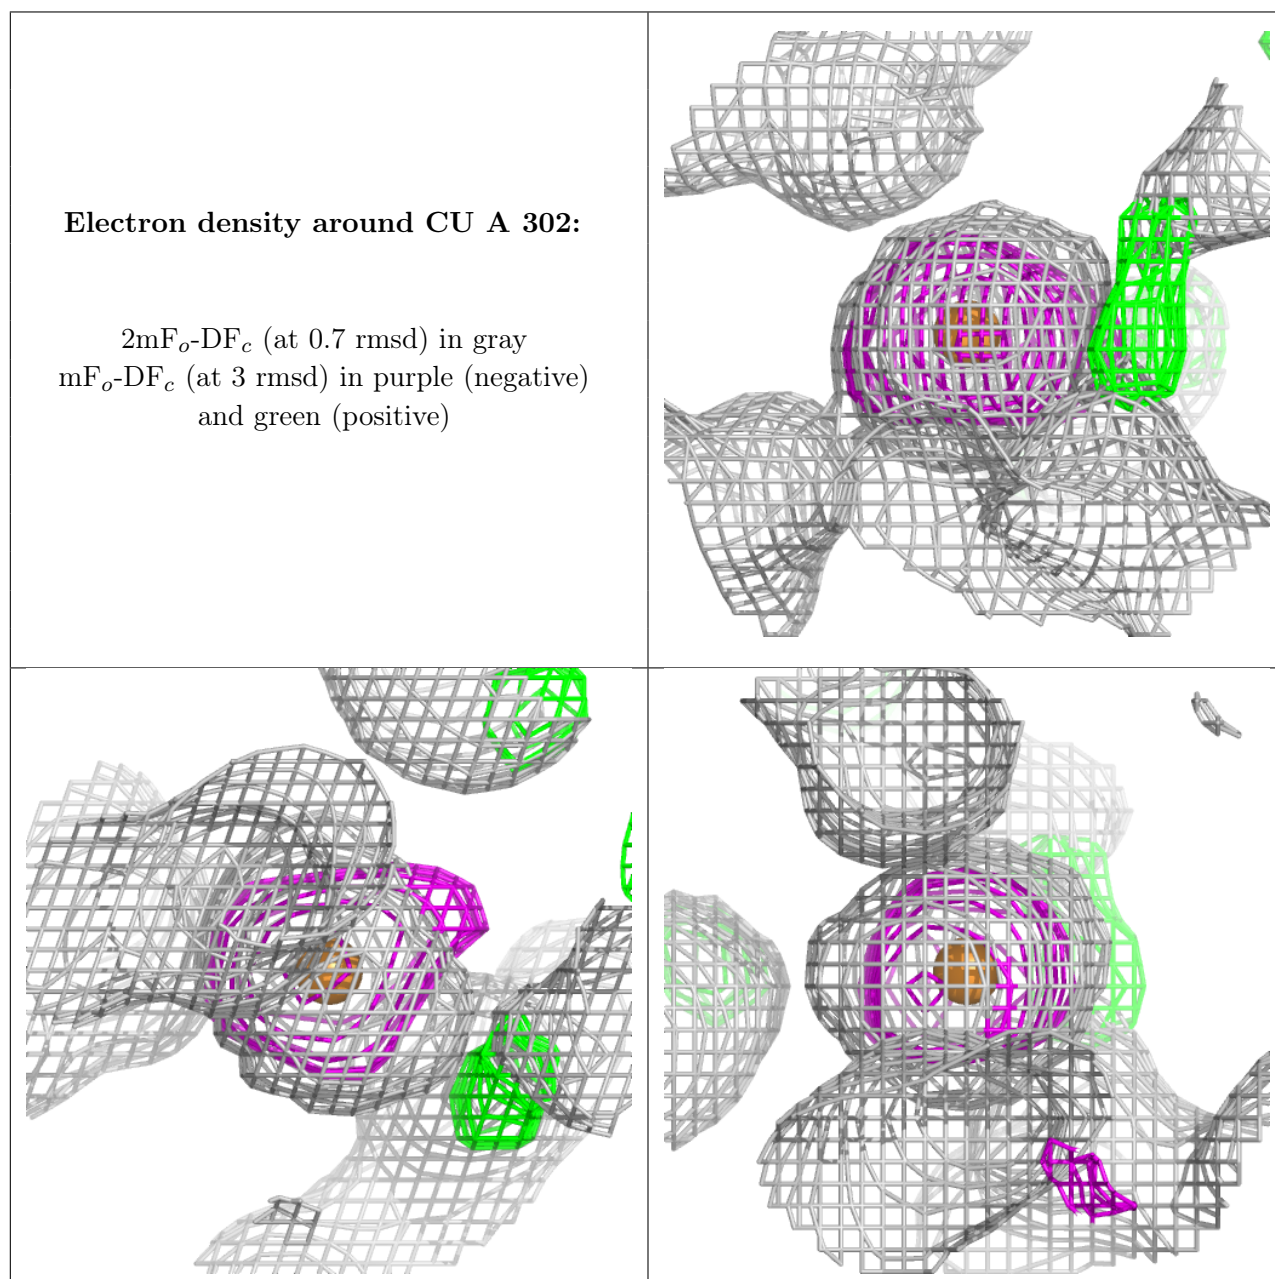 Electron density around CU A 302:
2mFo-DFc (at 0.7 rmsd) in gray
mFo-DFc (at 3 rmsd) in purple (negative)
and green (positive)